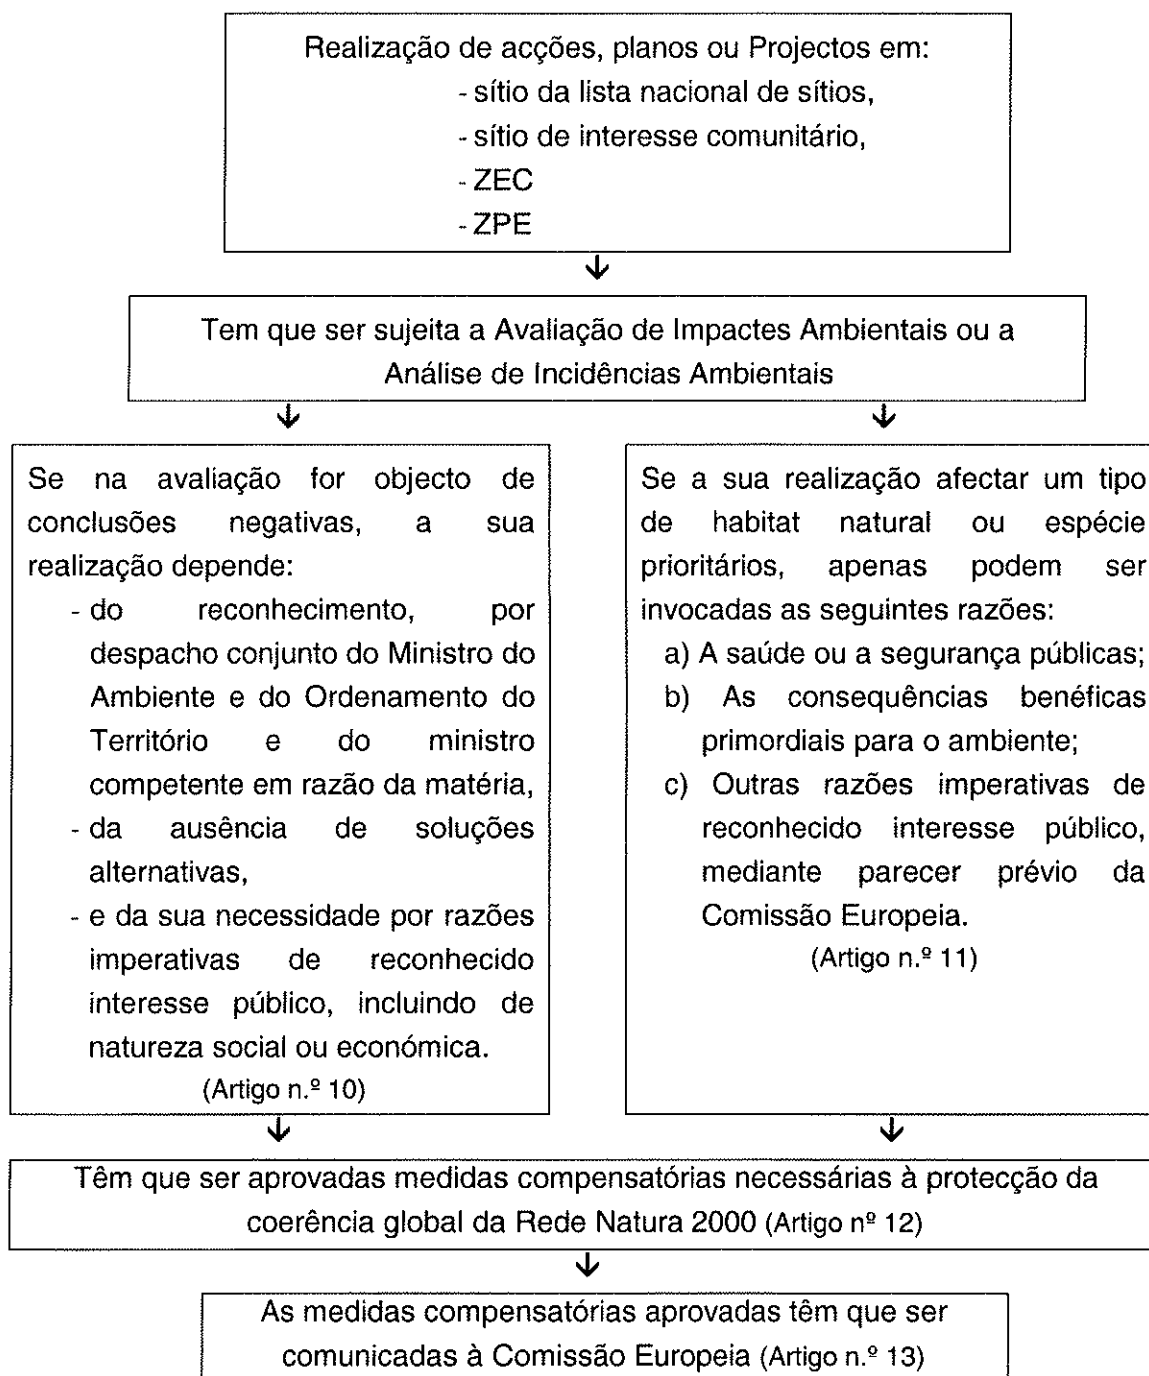 Realização de acções, planos ou Projectos em:
- sítio da lista nacional de sítios,
- sítio de interesse comunitário,
- ZEC
- ZPE
Tem que ser sujeita a Avaliação de Impactes Ambientais ou a
Análise de Incidências Ambientais
Se na avaliação for objecto de
conclusões negativas, a sua
realização depende:
- do reconhecimento, por
despacho conjunto do Ministro do
Ambiente e do Ordenamento do
Território e do ministro
competente em razão da matéria,
- da ausência de soluções
alternativas,
- e da sua necessidade por razões
imperativas de reconhecido
interesse público, incluindo de
natureza social ou económica.
(Artigo n.º 10)
Se a sua realização afectar um tipo
de habitat natural ou espécie
prioritários, apenas podem ser
invocadas as seguintes razões:
a) A saúde ou a segurança públicas;
b) As consequências benéficas
primordiais para o ambiente;
c) Outras razões imperativas de
reconhecido interesse público,
mediante parecer prévio da
Comissão Europeia.
(Artigo n.º 11)
Têm que ser aprovadas medidas compensatórias necessárias à protecção da
coerência global da Rede Natura 2000 (Artigo nº 12)
As medidas compensatórias aprovadas têm que ser
comunicadas à Comissão Europeia (Artigo n.º 13)